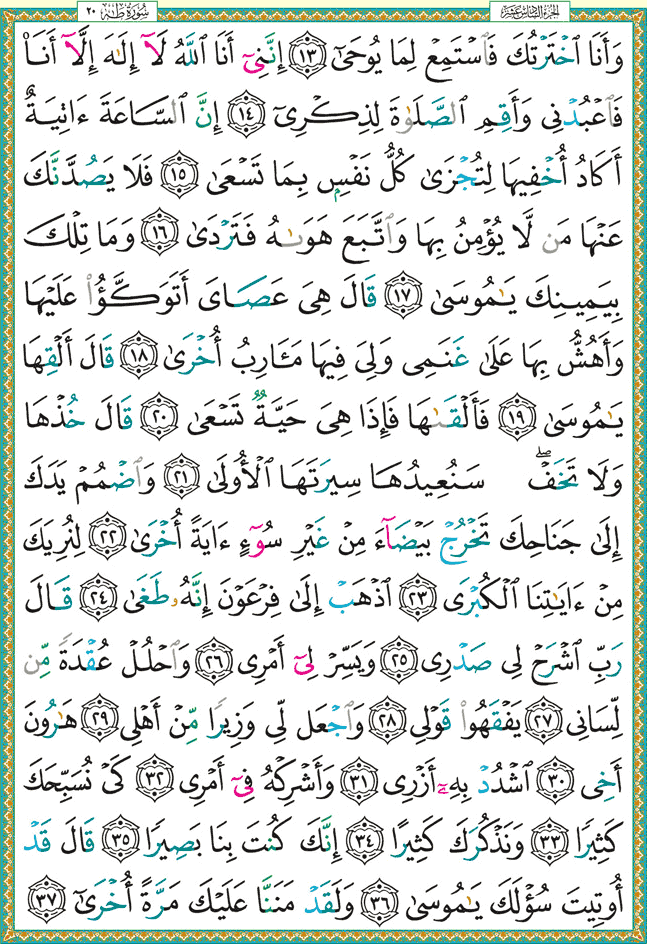 الجزء السادس عشر
سورة طه ٢٠
وَأَنَا ٱخْتَرْتُكَ فَٱسْتَمِعْ لِمَا يُوحَىٰٓ ١٣ إِنَّنِىٓ أَنَا ٱللَّهُ لَآ إِلَٰهَ إِلَّآ أَنَا۠
فَٱعْبُدْنِى وَأَقِمِ ٱلصَّلَوٰةَ لِذِكْرِىٓ ١٤ إِنَّ ٱلسَّاعَةَ ءَاتِيَةٌ
أَكَادُ أُخْفِيهَا لِتُجْزَىٰ كُلُّ نَفْسٍۭ بِمَا تَسْعَىٰ ١٥ فَلَا يَصُدَّنَّكَ
عَنْهَا مَن لَّا يُؤْمِنُ بِهَا وَٱتَّبَعَ هَوَىٰهُ فَتَرْدَىٰ ١٦ وَمَا تِلْكَ
بِيَمِينِكَ يَٰمُوسَىٰ ١٧ قَالَ هِىَ عَصَاىَ أَتَوَكَّؤُا۟ عَلَيْهَا
وَأَهُشُّ بِهَا عَلَىٰ غَنَمِى وَلِىَ فِيهَا مَـَٔارِبُ أُخْرَىٰ ١٨ قَالَ أَلْقِهَا
يَٰمُوسَىٰ ١٩ فَأَلْقَىٰهَا فَإِذَا هِىَ حَيَّةٌ تَسْعَىٰ ٢٠ قَالَ خُذْهَا
وَلَا تَخَفْ ۖ سَنُعِيدُهَا سِيرَتَهَا ٱلْأُولَىٰ ٢١ وَٱضْمُمْ يَدَكَ
إِلَىٰ جَنَاحِكَ تَخْرُجْ بَيْضَآءَ مِنْ غَيْرِ سُوٓءٍ ءَايَةً أُخْرَىٰ ٢٢ لِنُرِيَكَ
مِنْ ءَايَٰتِنَا ٱلْكُبْرَى ٢٣ ٱذْهَبْ إِلَىٰ فِرْعَوْنَ إِنَّهُۥ طَغَىٰ ٢٤ قَالَ
رَبِّ ٱشْرَحْ لِى صَدْرِى ٢٥ وَيَسِّرْ لِىٓ أَمْرِى ٢٦ وَٱحْلُلْ عُقْدَةً مِّن
لِّسَانِى ٢٧ يَفْقَهُوا۟ قَوْلِى ٢٨ وَٱجْعَل لِّى وَزِيرًا مِّنْ أَهْلِى ٢٩ هَٰرُونَ
أَخِى ٣٠ ٱشْدُدْ بِهِۦٓ أَزْرِى ٣١ وَأَشْرِكْهُ فِىٓ أَمْرِى ٣٢ كَىْ نُسَبِّحَكَ
كَثِيرًا ٣٣ وَنَذْكُرَكَ كَثِيرًا ٣٤ إِنَّكَ كُنتَ بِنَا بَصِيرًا ٣٥ قَالَ قَدْ
أُوتِيتَ سُؤْلَكَ يَٰمُوسَىٰ ٣٦ وَلَقَدْ مَنَنَّا عَلَيْكَ مَرَّةً أُخْرَىٰٓ ٣٧